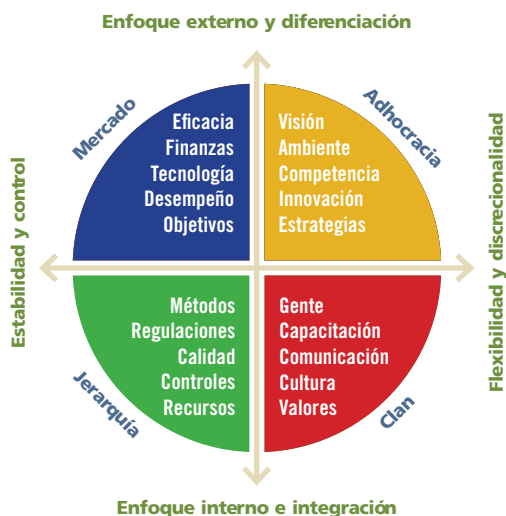 Enfoque externo y diferenciación
Mercado
Adhocracia
Eficacia
Finanzas
Tecnología
Desempeño
Objetivos
Visión
Ambiente
Competencia
Innovación
Estrategias
Estabilidad y control
Flexibilidad y discrecionalidad
Métodos
Regulaciones
Calidad
Controles
Recursos
Gente
Capacitación
Comunicación
Cultura
Valores
Jerarquía
Clan
Enfoque interno e integración